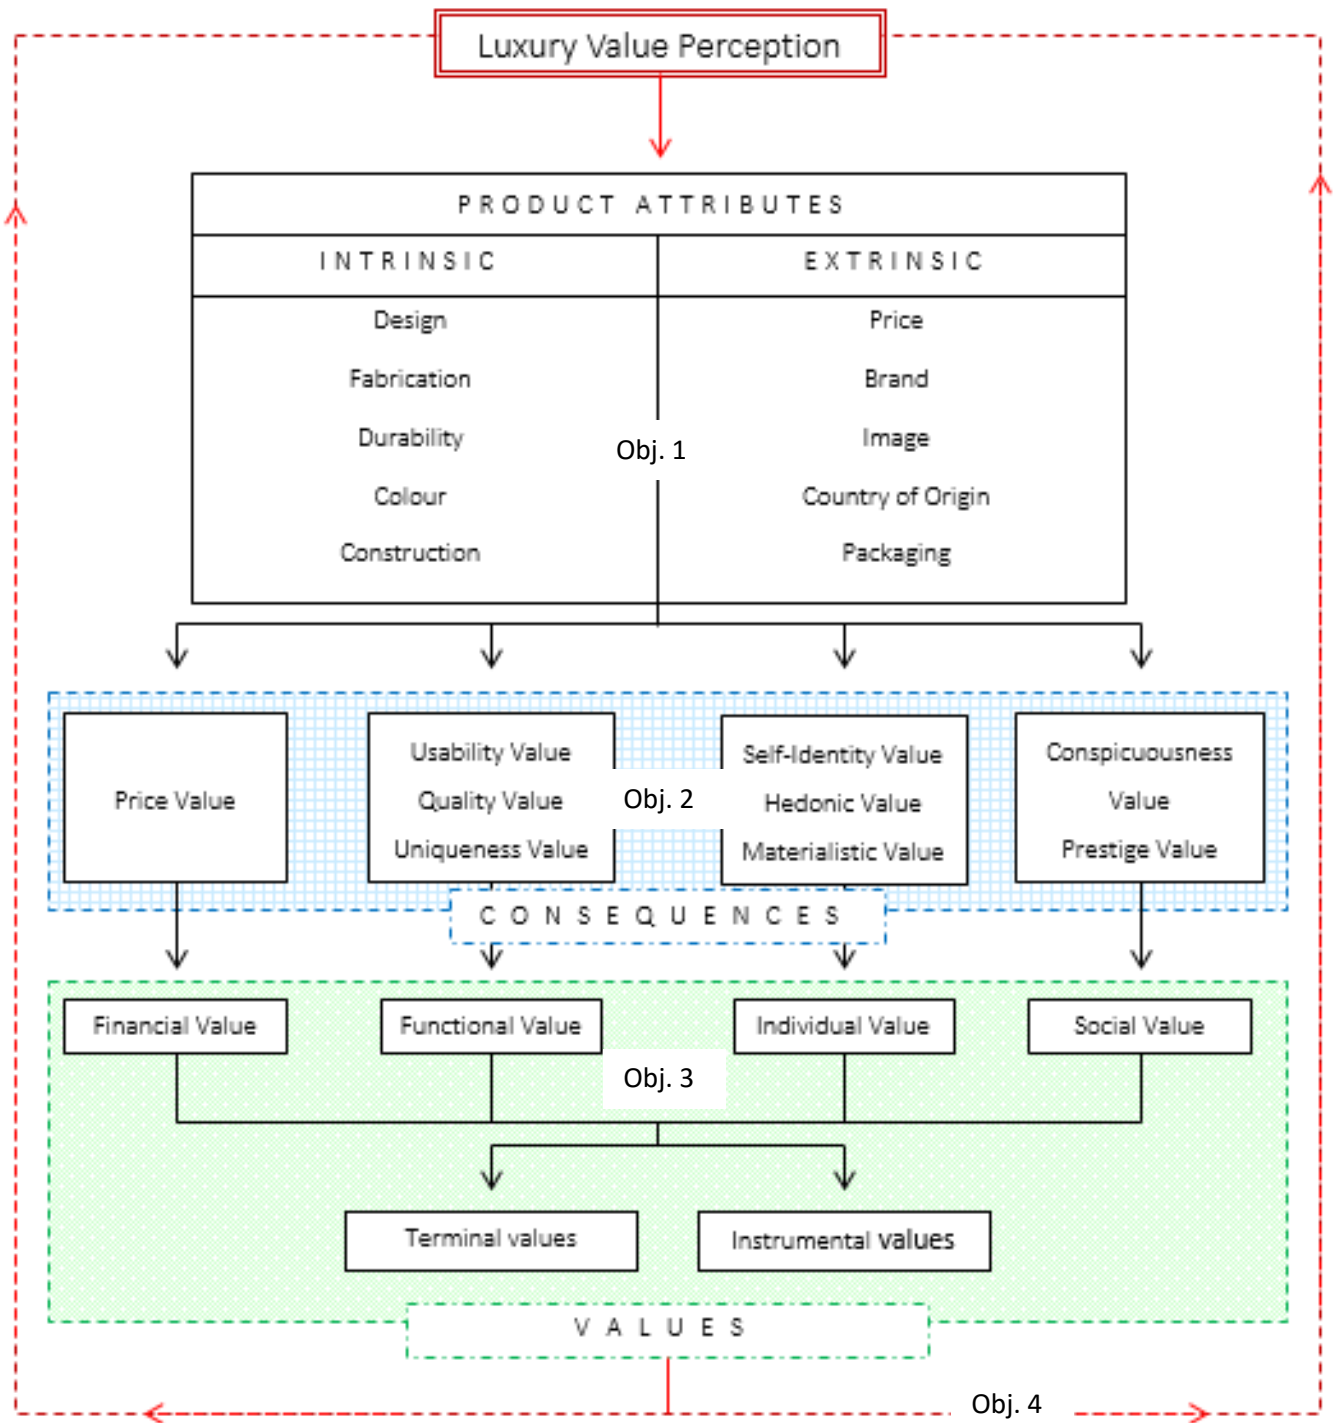 Luxury Value Perception
PRODUCT ATTRIBUTES
INTRINSIC
EXTRINSIC
Design
Price
Fabrication
Brand
Durability
Image
Obj. 1
Colour
Country of Origin
Construction
Packaging
Price Value
Usability Value
Quality Value
Uniqueness Value
Obj. 2
Self-Identity Value
Hedonic Value
Materialistic Value
Conspicuousness
Value
Prestige Value
CONSEQUENCES
Financial Value
Functional Value
Individual Value
Social Value
Obj. 3
Terminal values
Instrumental values
VALUES
Obj. 4